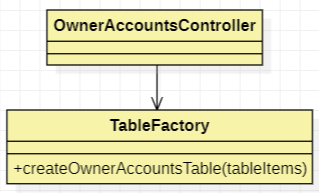 OwnerAccountsController
TableFactory
+createOwnerAccountsTable(tableItems)